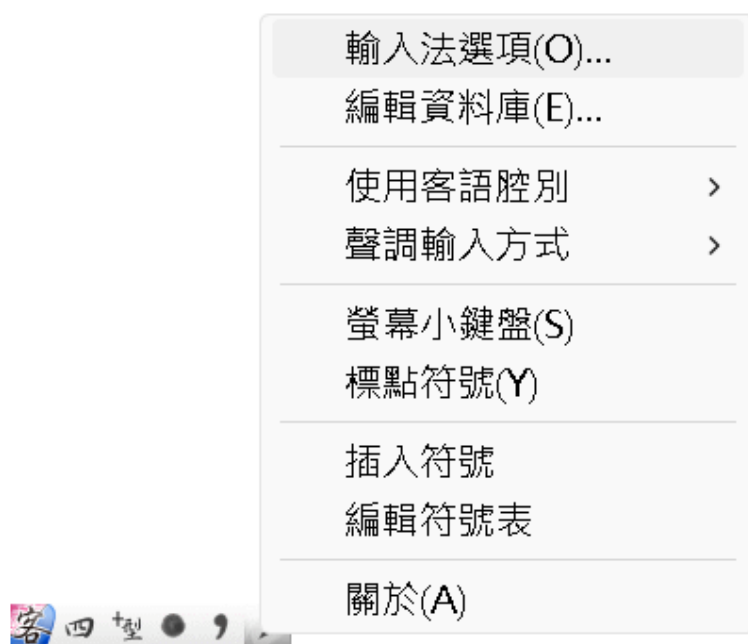 輸入法選項(O)...
編輯資料庫(E)...
使用客語腔別
聲調輸入方式
螢幕小鍵盤(S)
標點符號(Y)
插入符號
編輯符號表
關於(A)
客 四 +型 ● ，